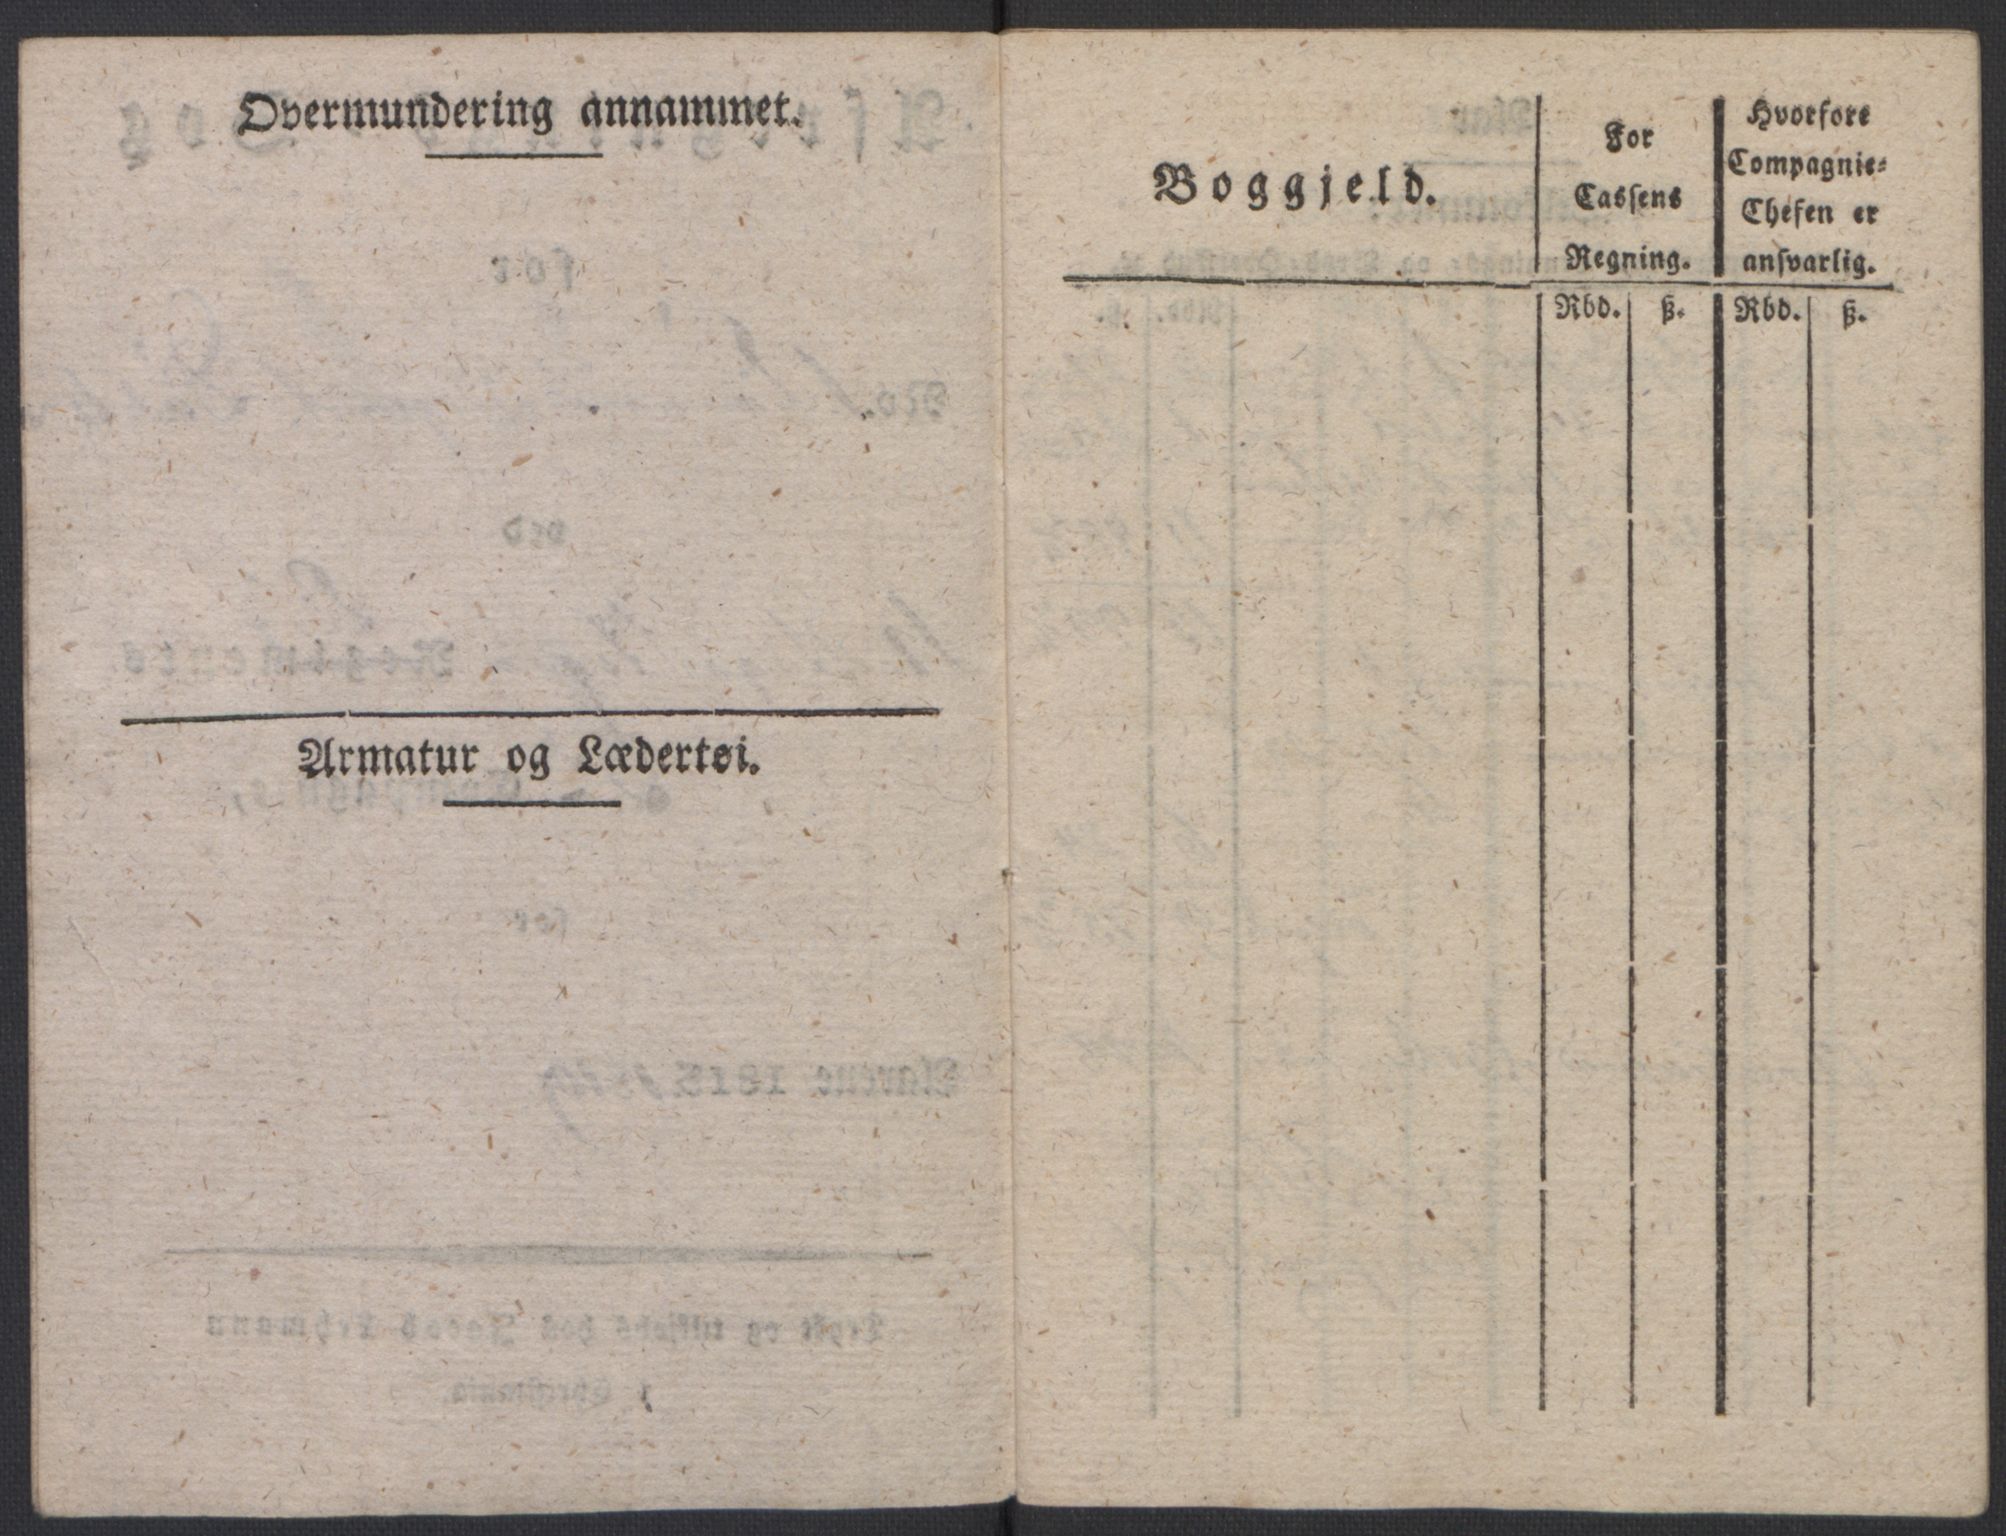 Overmundering annammet.
Armatur og Lædertøi.
Boggjeld.
For
Cassens
Regning.
Hvorfore
Compagnie=
Chefen er
ansvarlig.
Rbd. ß. Rbd. ß.